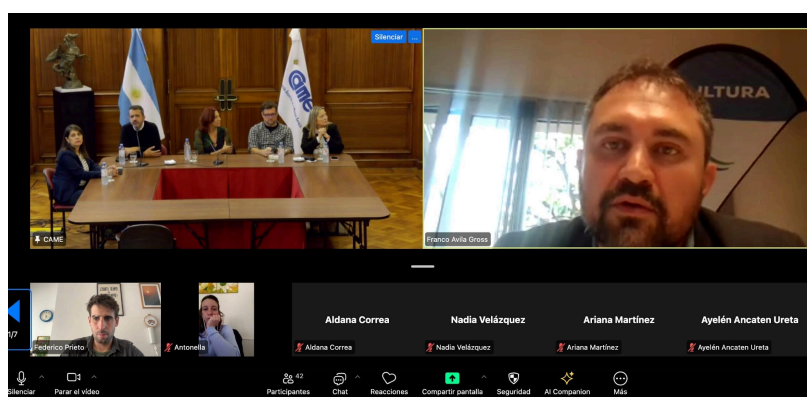 Silenciar ...
CAME
ULTURA
CAME
Franco Avila Gross
1/7
Federico Prieto
Antonella
Aldana Correa
Aldana Correa
Nadia Velázquez
Nadia Velázquez
Ariana Martínez
Ariana Martínez
Ayelén Ancaten Ureta
Ayelén Ancaten Ureta
Silenciar
Parar el vídeo
42
Participantes
Chat
Reacciones
Compartir pantalla
Seguridad
AI Companion
Más